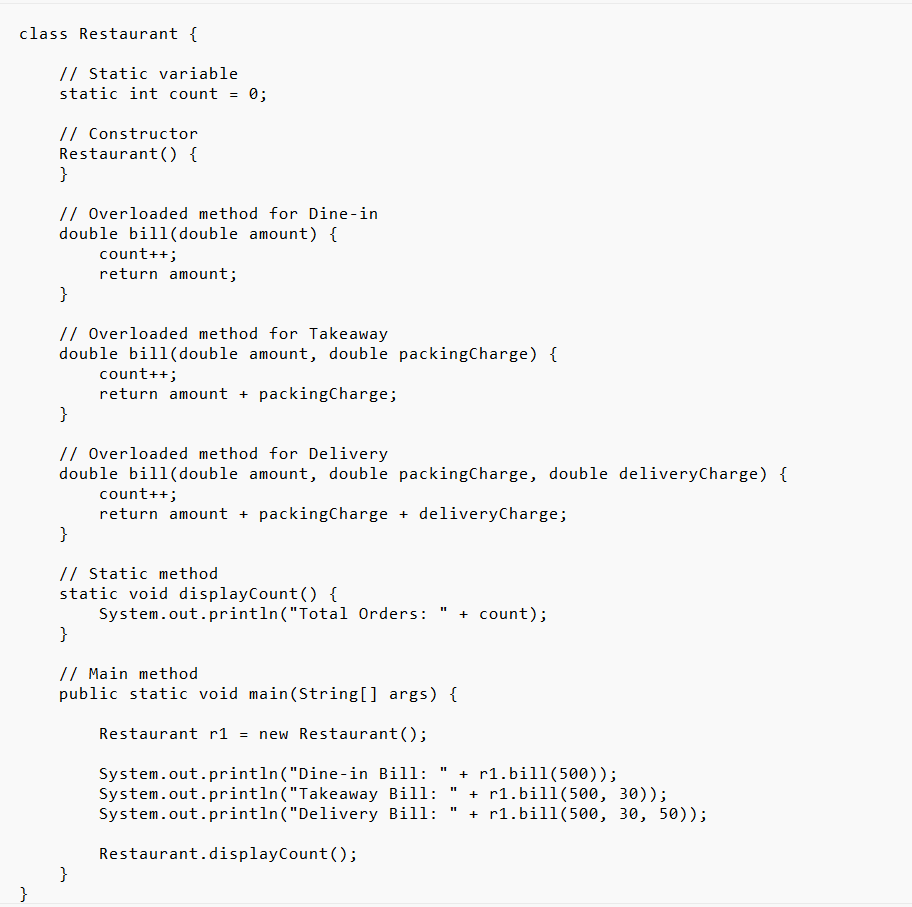 class Restaurant {

    // Static variable
    static int count = 0;

    // Constructor
    Restaurant() {
    }

    // Overloaded method for Dine-in
    double bill(double amount) {
        count++;
        return amount;
    }

    // Overloaded method for Takeaway
    double bill(double amount, double packingCharge) {
        count++;
        return amount + packingCharge;
    }

    // Overloaded method for Delivery
    double bill(double amount, double packingCharge, double deliveryCharge) {
        count++;
        return amount + packingCharge + deliveryCharge;
    }

    // Static method
    static void displayCount() {
        System.out.println("Total Orders: " + count);
    }

    // Main method
    public static void main(String[] args) {

        Restaurant r1 = new Restaurant();

        System.out.println("Dine-in Bill: " + r1.bill(500));
        System.out.println("Takeaway Bill: " + r1.bill(500, 30));
        System.out.println("Delivery Bill: " + r1.bill(500, 30, 50));

        Restaurant.displayCount();
    }
}